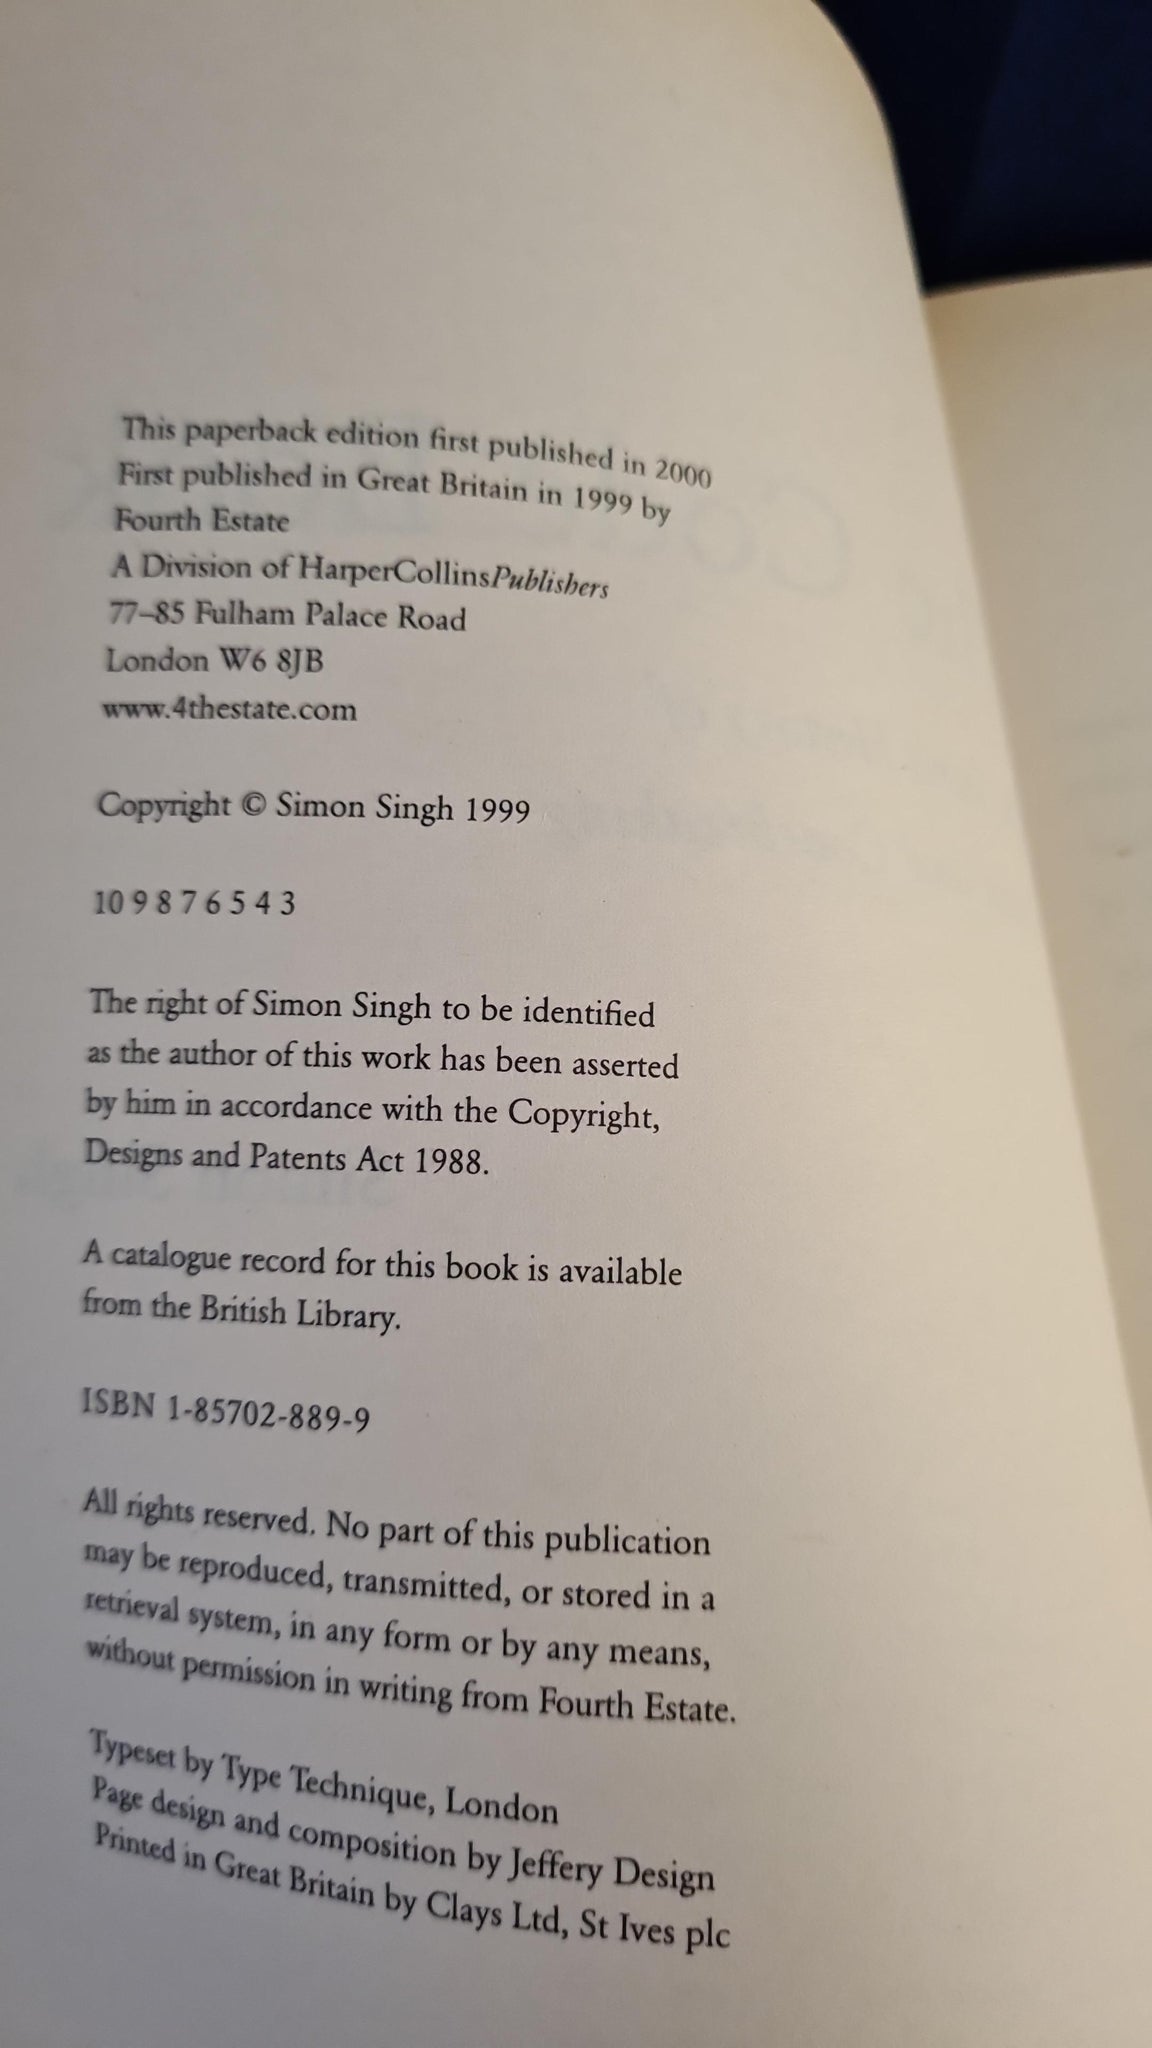 This paperback edition first published in 2000
First published in Great Britain in 1999 by
Fourth Estate
A Division of HarperCollinsPublishers
77–85 Fulham Palace Road
London W6 8JB
www.4thestate.com
Copyright © Simon Singh 1999
10 9 8 7 6 5 4 3
The right of Simon Singh to be identified
as the author of this work has been asserted
by him in accordance with the Copyright,
Designs and Patents Act 1988.
A catalogue record for this book is available
from the British Library.
ISBN 1-85702-889-9
All rights reserved. No part of this publication
may be reproduced, transmitted, or stored in a
retrieval system, in any form or by any means,
without permission in writing from Fourth Estate.
Typeset by Type Technique, London
Page design and composition by Jeffery Design
Printed in Great Britain by Clays Ltd, St Ives plc